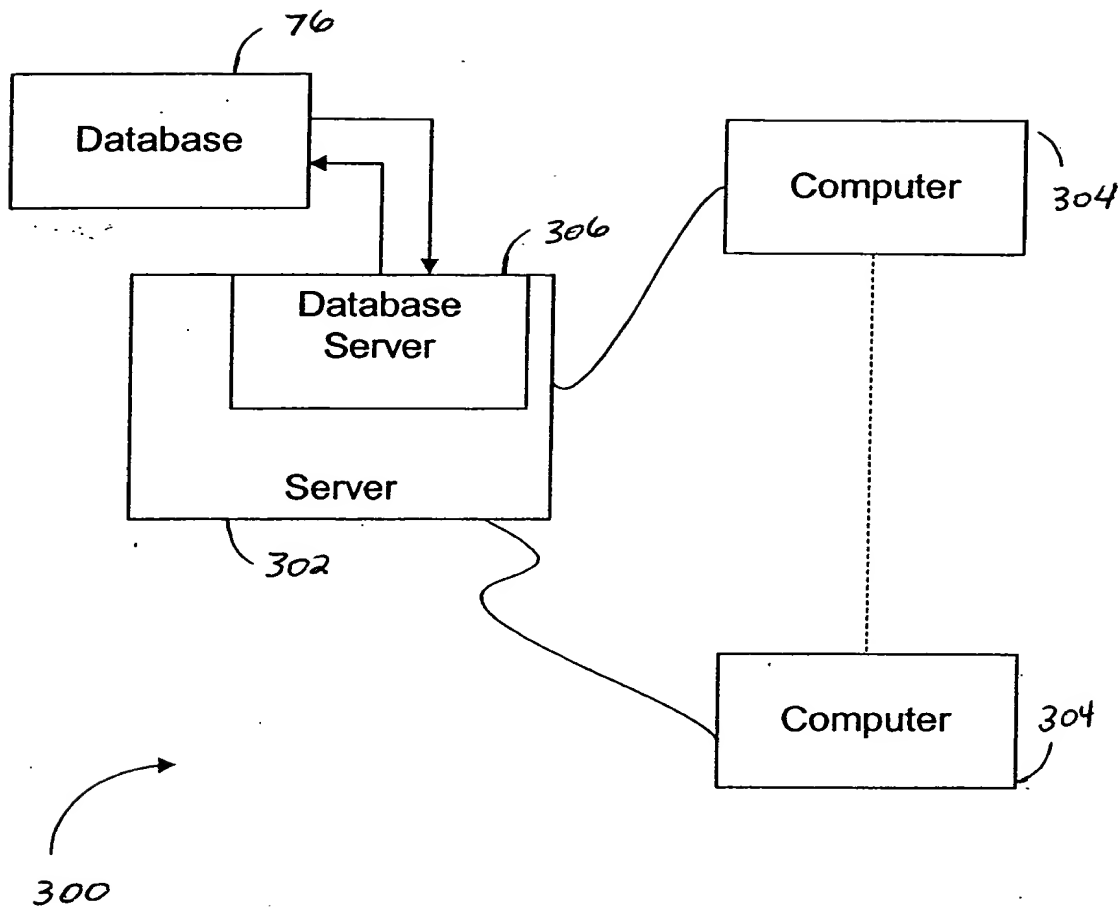 76
Database
Computer
304
306
Database
Server
Server
302
Computer
304
300